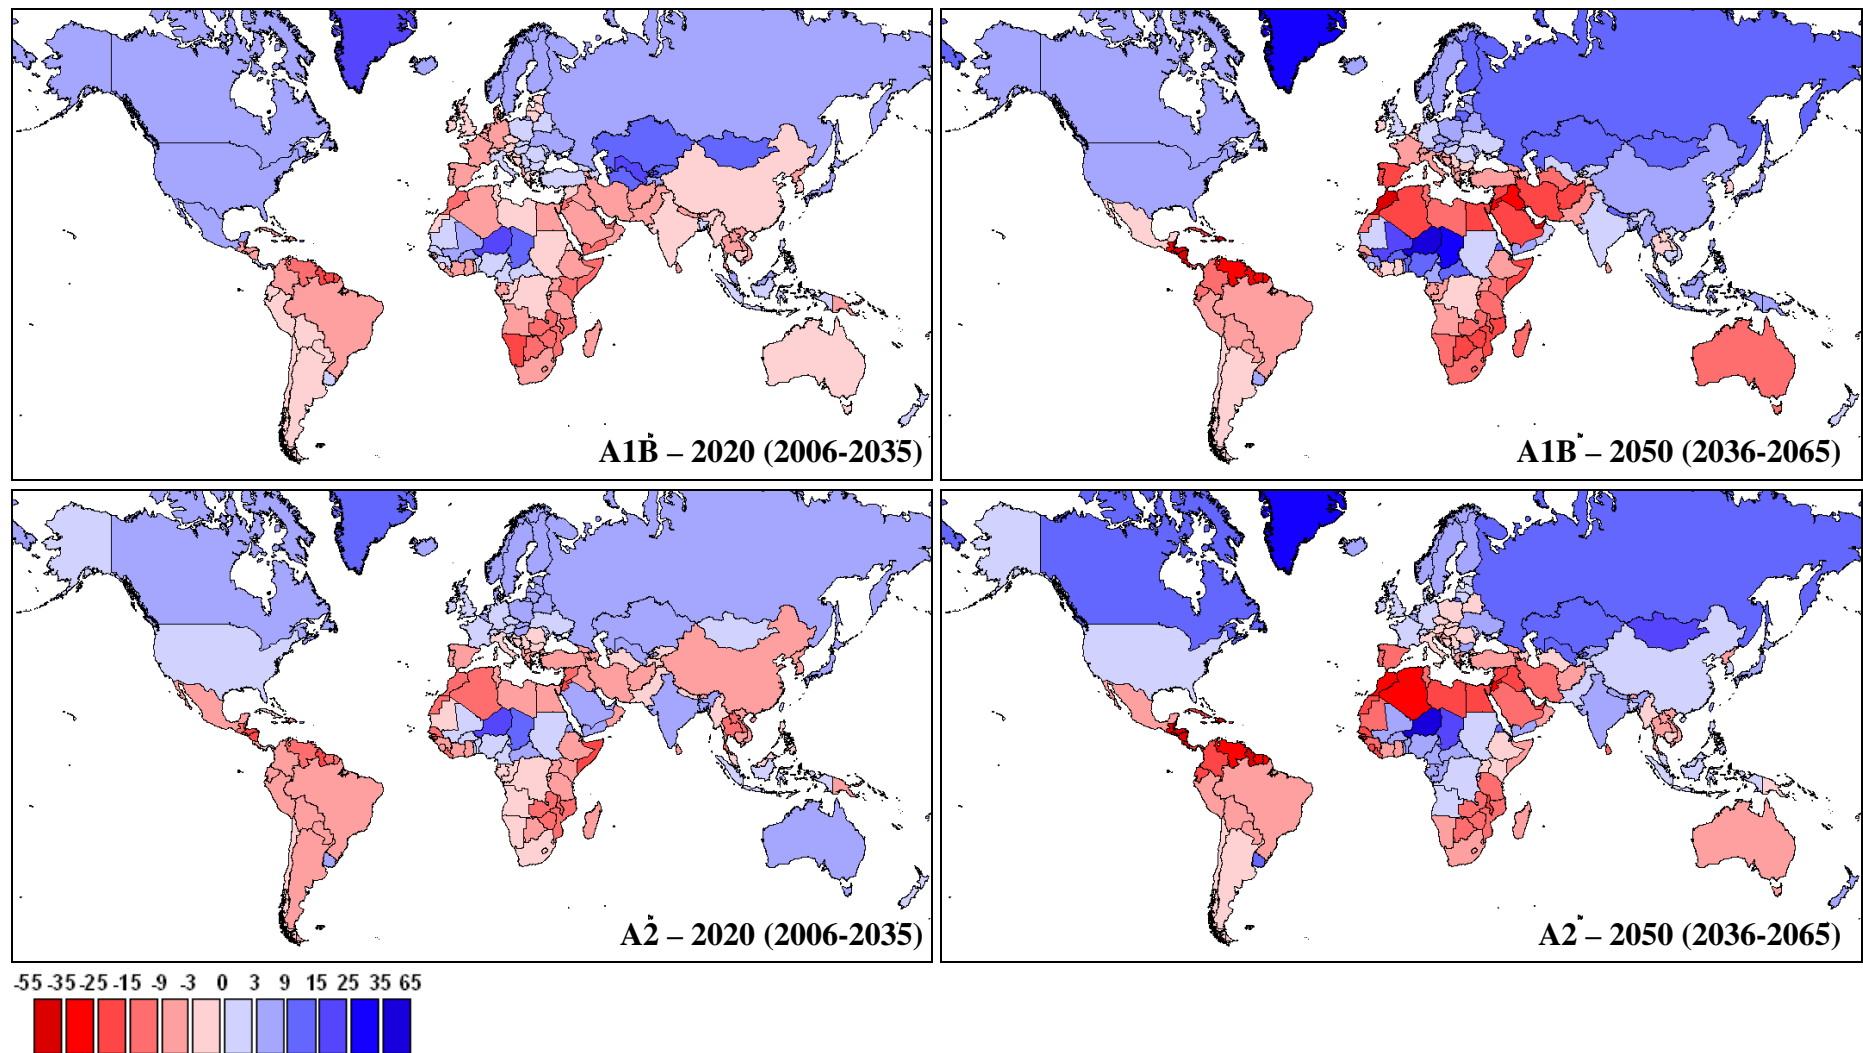 A1B – 2020 (2006-2035)
A1B – 2050 (2036-2065)
A2 – 2020 (2006-2035)
A2 – 2050 (2036-2065)
-55 -35 -25 -15 -9 -3 0 3 9 15 25 35 65